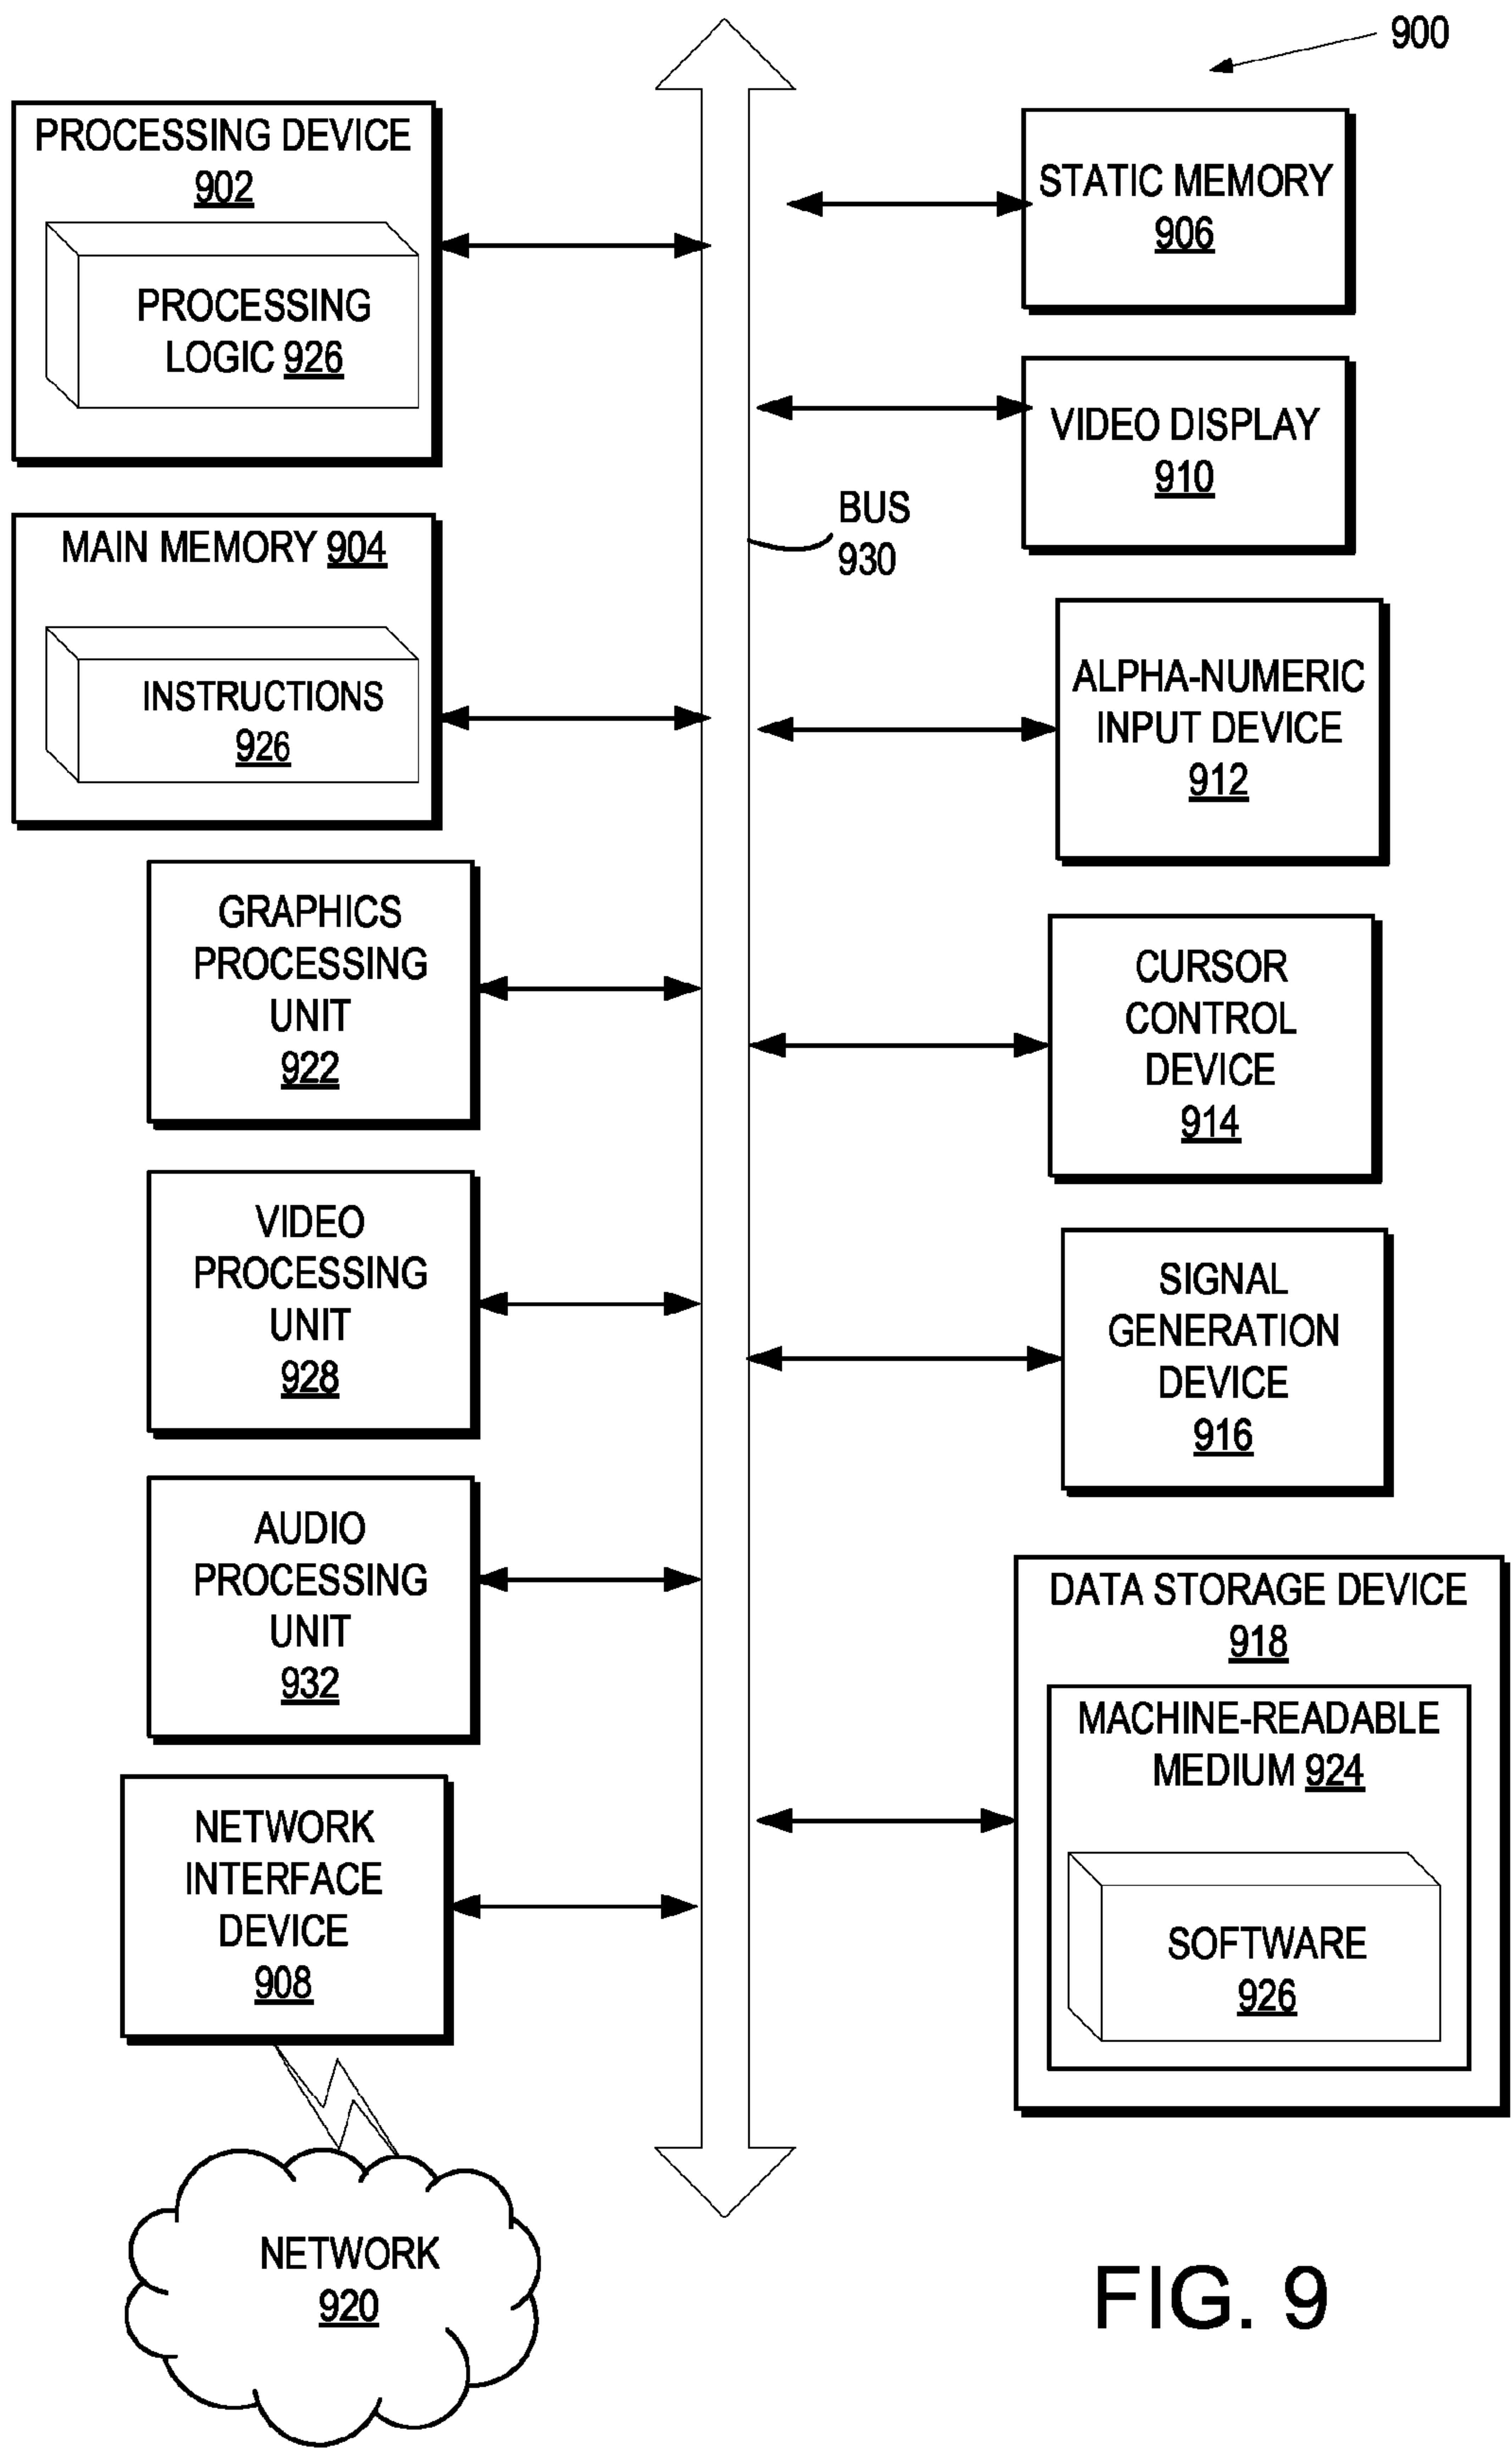 900
PROCESSING DEVICE
902
PROCESSING
LOGIC 926
MAIN MEMORY 904
INSTRUCTIONS
926
GRAPHICS
PROCESSING
UNIT
922
VIDEO
PROCESSING
UNIT
928
AUDIO
PROCESSING
UNIT
932
NETWORK
INTERFACE
DEVICE
908
NETWORK
920
BUS
930
STATIC MEMORY
906
VIDEO DISPLAY
910
ALPHA-NUMERIC
INPUT DEVICE
912
CURSOR
CONTROL
DEVICE
914
SIGNAL
GENERATION
DEVICE
916
DATA STORAGE DEVICE
918
MACHINE-READABLE
MEDIUM 924
SOFTWARE
926
FIG. 9